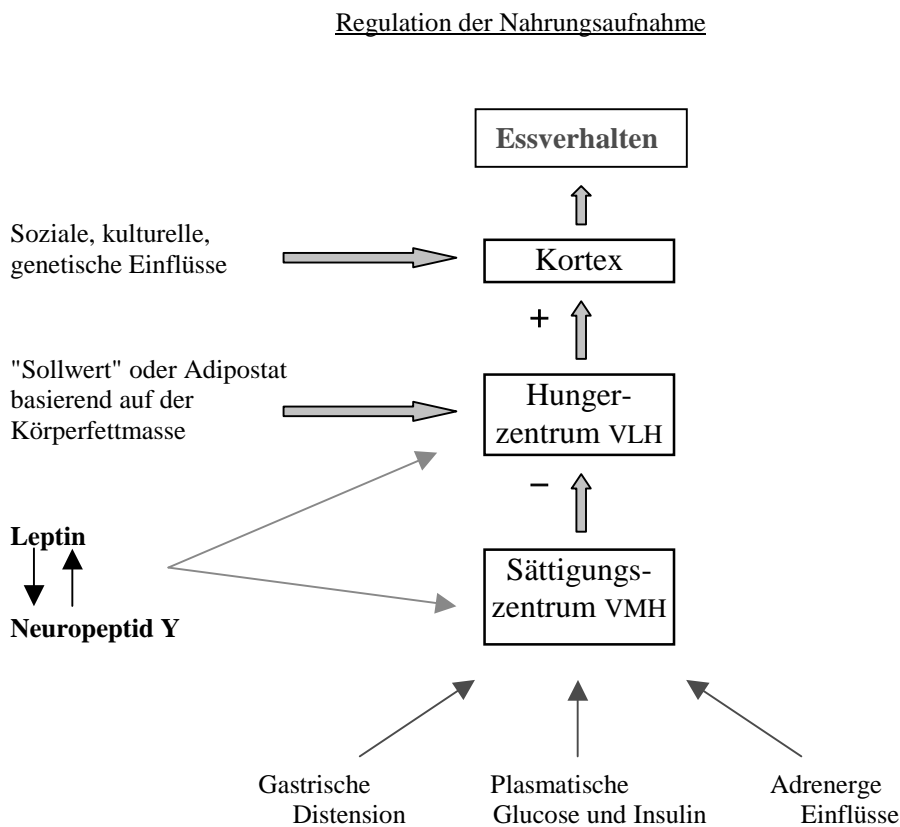 Regulation der Nahrungsaufnahme
Essverhalten
Soziale, kulturelle,
genetische Einflüsse
Kortex
+
"Sollwert" oder Adipostat
basierend auf der
Körperfettmasse
Hunger-
zentrum VLH
–
Leptin
Neuropeptid Y
Sättigungs-
zentrum VMH
Gastrische
Distension
Plasmatische
Glucose und Insulin
Adrenerge
Einflüsse